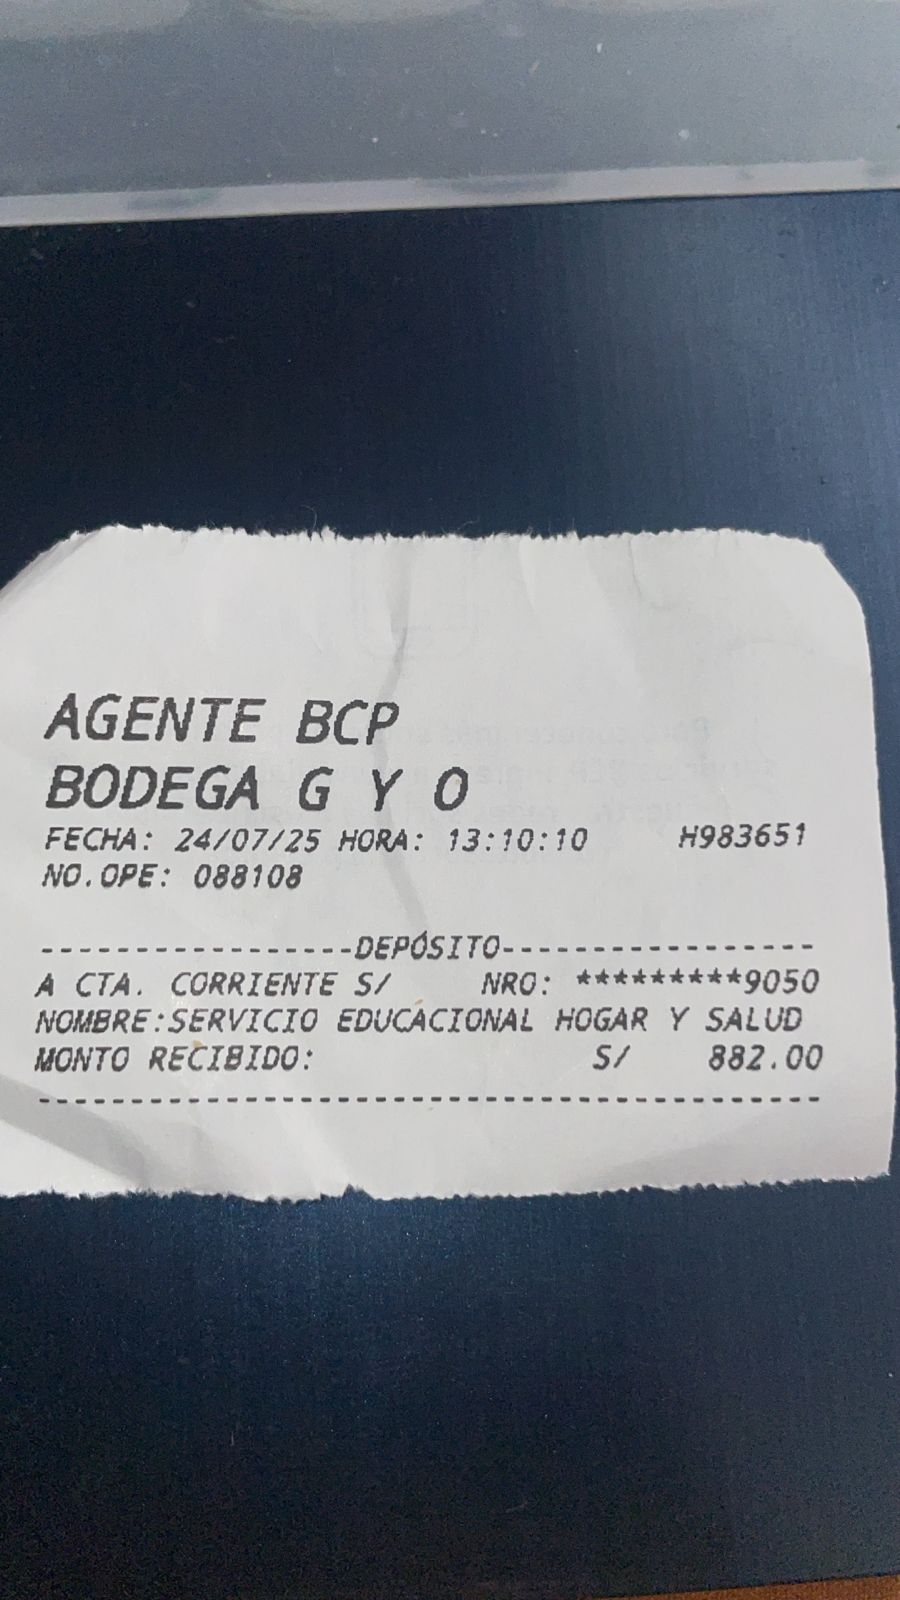 AGENTE BCP
BODEGA G Y O
FECHA: 24/07/25 HORA: 13:10:10 H983651
NO.OPE: 088108
-----------------DEPÓSITO-----------------
A CTA. CORRIENTE S/ NRO: *********9050
NOMBRE:SERVICIO EDUCACIONAL HOGAR Y SALUD
MONTO RECIBIDO: S/ 882.00
------------------------------------------